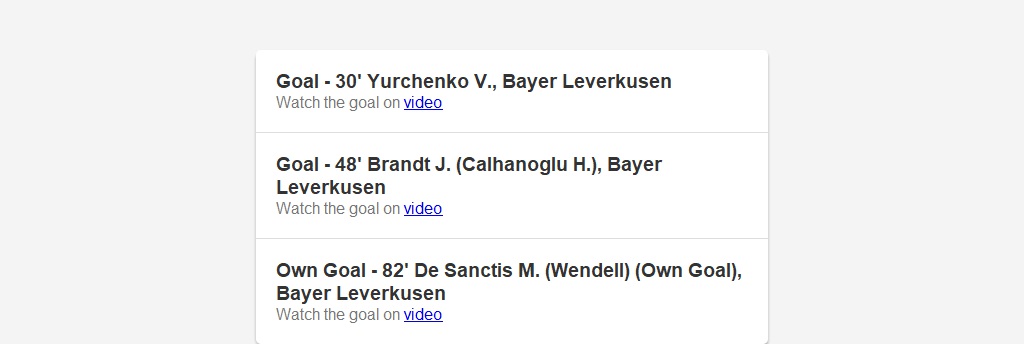 Goal - 30' Yurchenko V., Bayer Leverkusen
Watch the goal on video
Goal - 48' Brandt J. (Calhanoglu H.), Bayer
Leverkusen
Watch the goal on video
Own Goal - 82' De Sanctis M. (Wendell) (Own Goal),
Bayer Leverkusen
Watch the goal on video